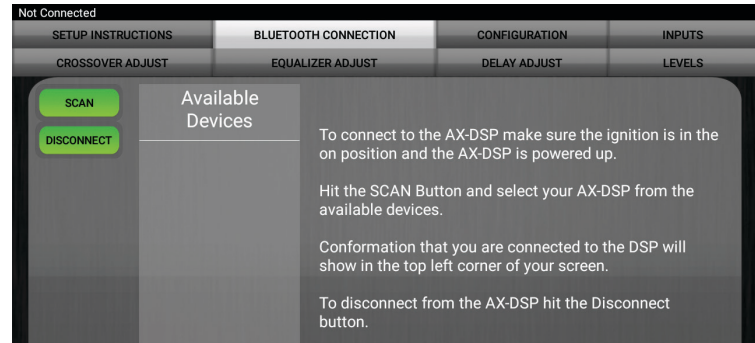 Not Connected
SETUP INSTRUCTIONS BLUETOOTH CONNECTION CONFIGURATION INPUTS
CROSSOVER ADJUST EQUALIZER ADJUST DELAY ADJUST LEVELS
SCAN
DISCONNECT
Available
Devices
To connect to the AX-DSP make sure the ignition is in the
on position and the AX-DSP is powered up.
Hit the SCAN Button and select your AX-DSP from the
available devices.
Conformation that you are connected to the DSP will
show in the top left corner of your screen.
To disconnect from the AX-DSP hit the Disconnect
button.